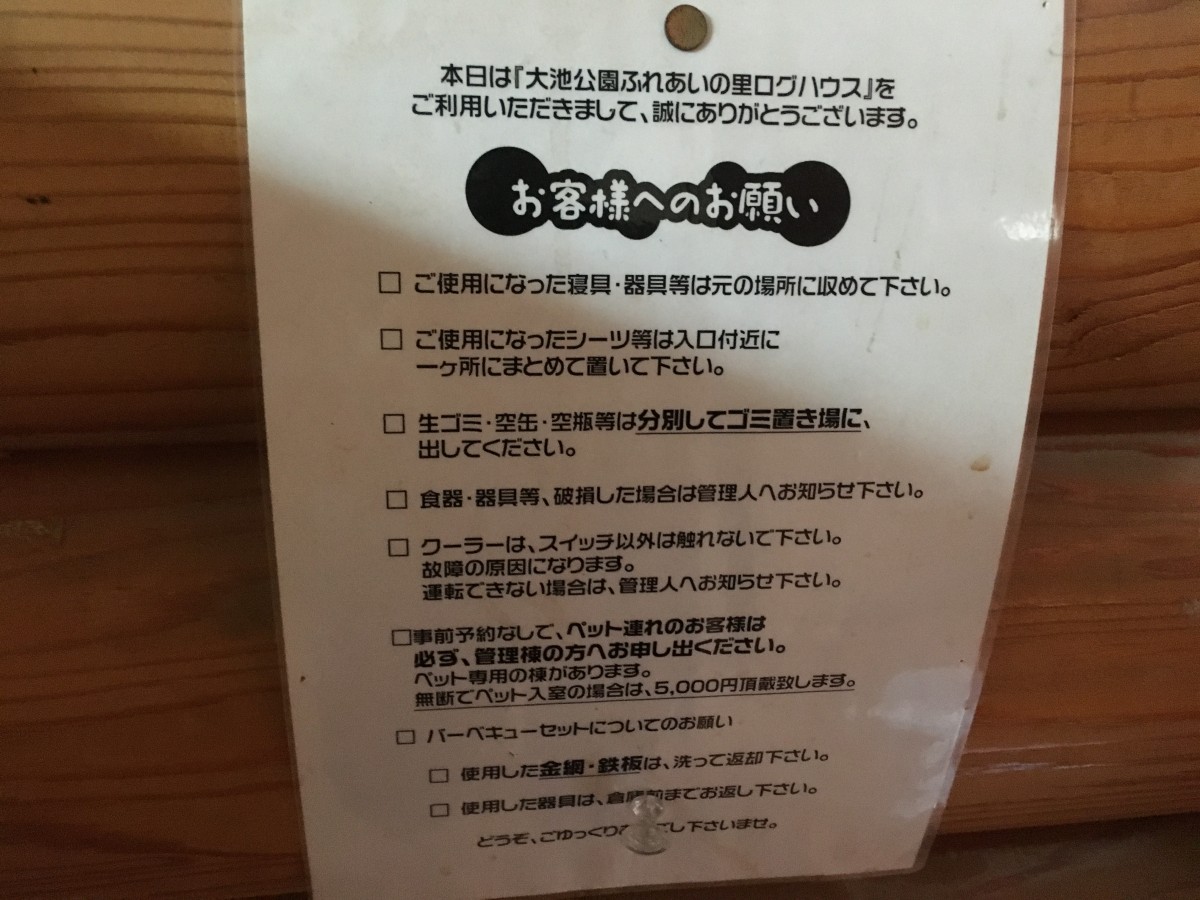 本日は『大池公園ふれあいの里ログハウス』を
ご利用いただきまして、誠にありがとうございます。
お客様へのお願い
□ ご使用になった寝具・器具等は元の場所に収めて下さい。
□ ご使用になったシーツ等は入口付近に
一ヶ所にまとめて置いて下さい。
□ 生ゴミ・空缶・空瓶等は分別してゴミ置き場に、
出してください。
□ 食器・器具等、破損した場合は管理人へお知らせ下さい。
□ クーラーは、スイッチ以外は触れないで下さい。
故障の原因になります。
運転できない場合は、管理人へお知らせ下さい。
□事前予約なしで、ペット連れのお客様は
必ず、管理棟の方へお申し出ください。
ペット専用の棟があります。
無断でペット入室の場合は、5,000円頂戴致します。
□ バーベキューセットについてのお願い
□ 使用した金網・鉄板は、洗って返却下さい。
□ 使用した器具は、倉庫前までお返し下さい。
どうぞ、ごゆっくり し下さいませ。